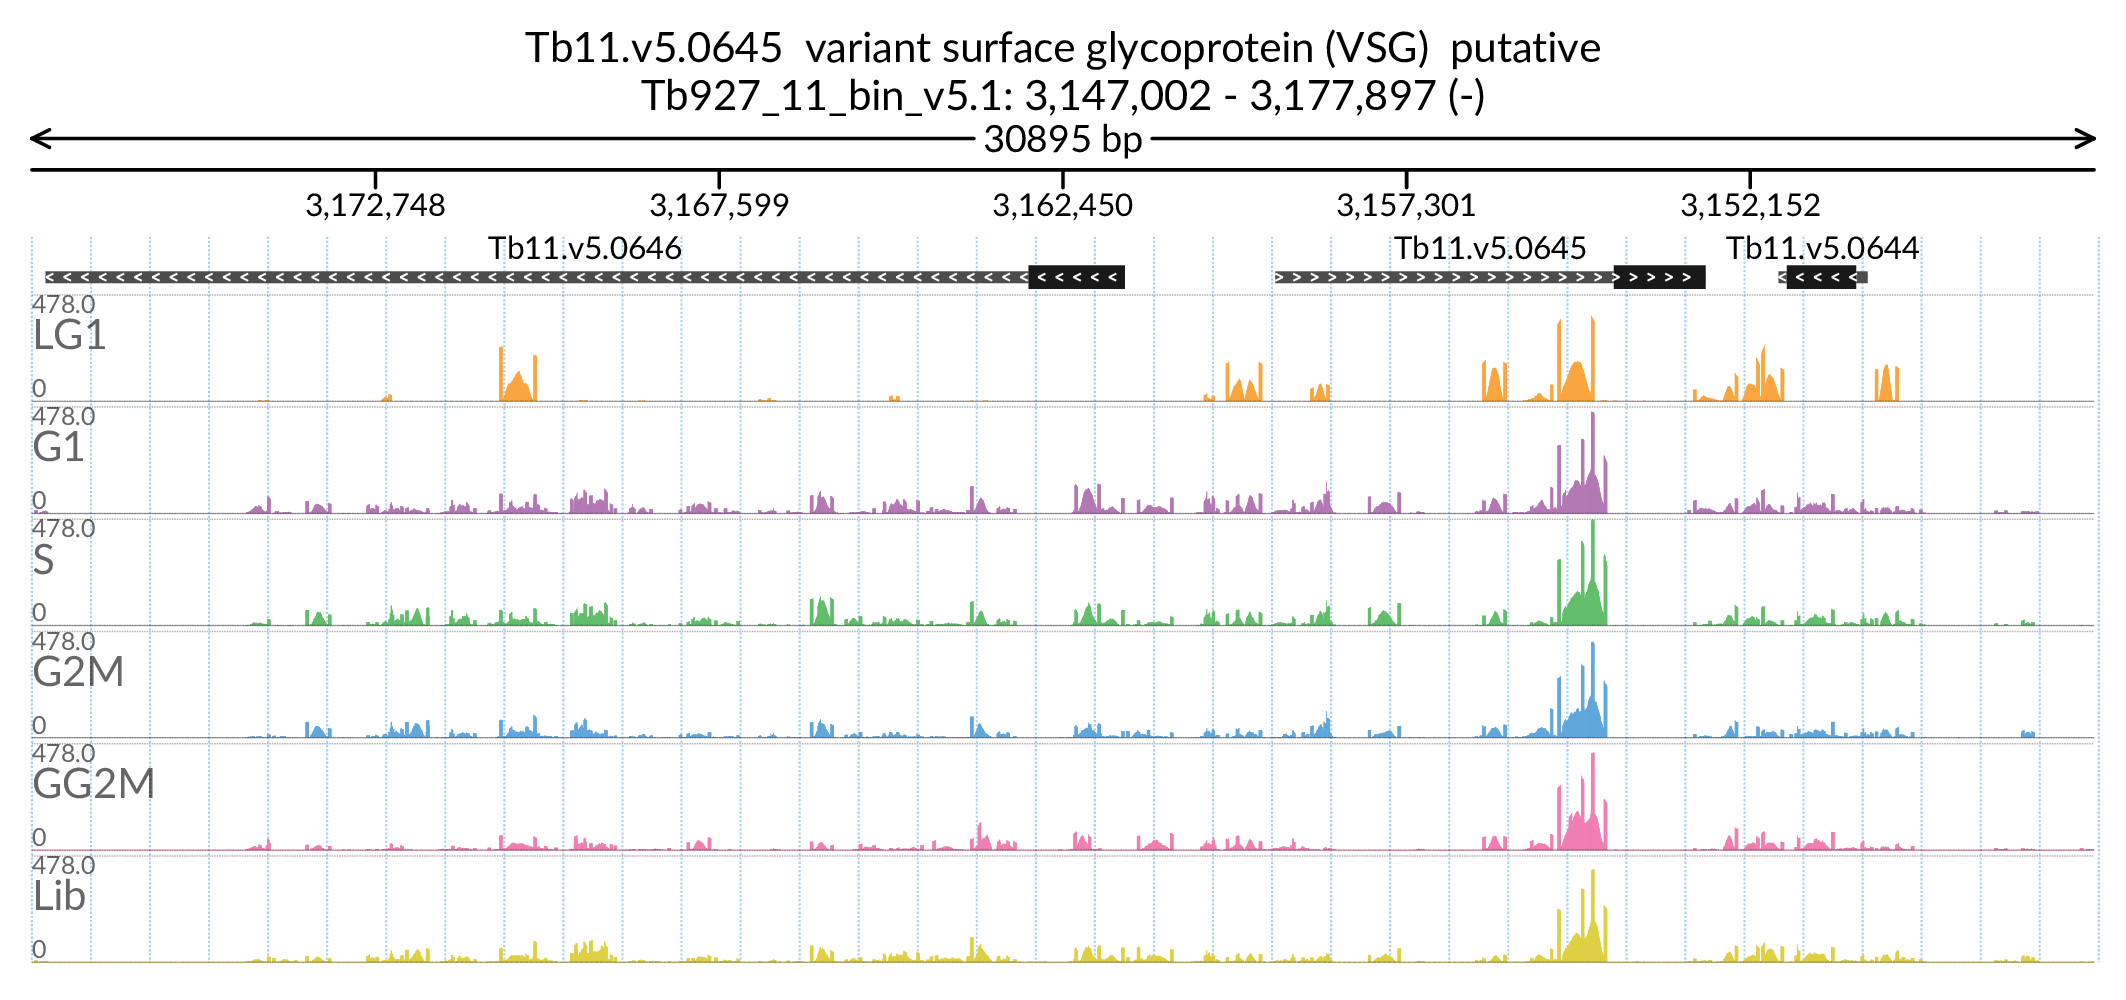 Tb11.v5.0645 variant surface glycoprotein (VSG) putative
Tb927_11_bin_v5.1: 3,147,002 - 3,177,897 (-)
30895 bp
3,172,748 3,167,599 3,162,450 3,157,301 3,152,152
Tb11.v5.0646 Tb11.v5.0645 Tb11.v5.0644
478.0
LG1
0
478.0
G1
0
478.0
S
0
478.0
G2M
0
478.0
GG2M
0
478.0
Lib
0